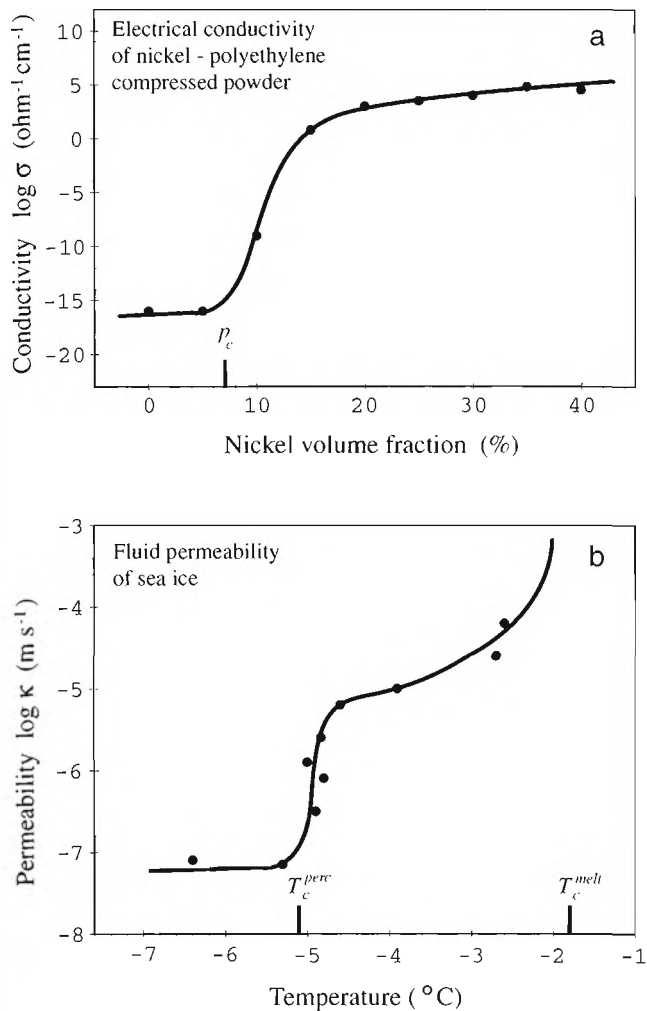 10
5
0
-5
-10
-15
-20
Conductivity log σ (ohm⁻¹ cm⁻¹)
Electrical conductivity
of nickel - polyethylene
compressed powder
a
p_c
0 10 20 30 40
Nickel volume fraction (%)
-3
-4
-5
-6
-7
-8
Permeability log κ (m s⁻¹)
Fluid permeability
of sea ice
b
T_c^perc T_c^melt
-7 -6 -5 -4 -3 -2 -1
Temperature (°C)